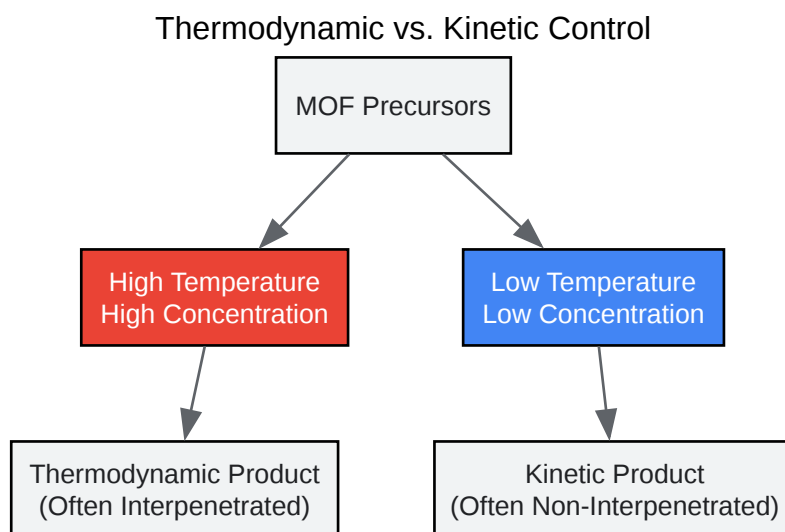 Thermodynamic vs. Kinetic Control
MOF Precursors
High Temperature
High Concentration
Low Temperature
Low Concentration
Thermodynamic Product
(Often Interpenetrated)
Kinetic Product
(Often Non-Interpenetrated)